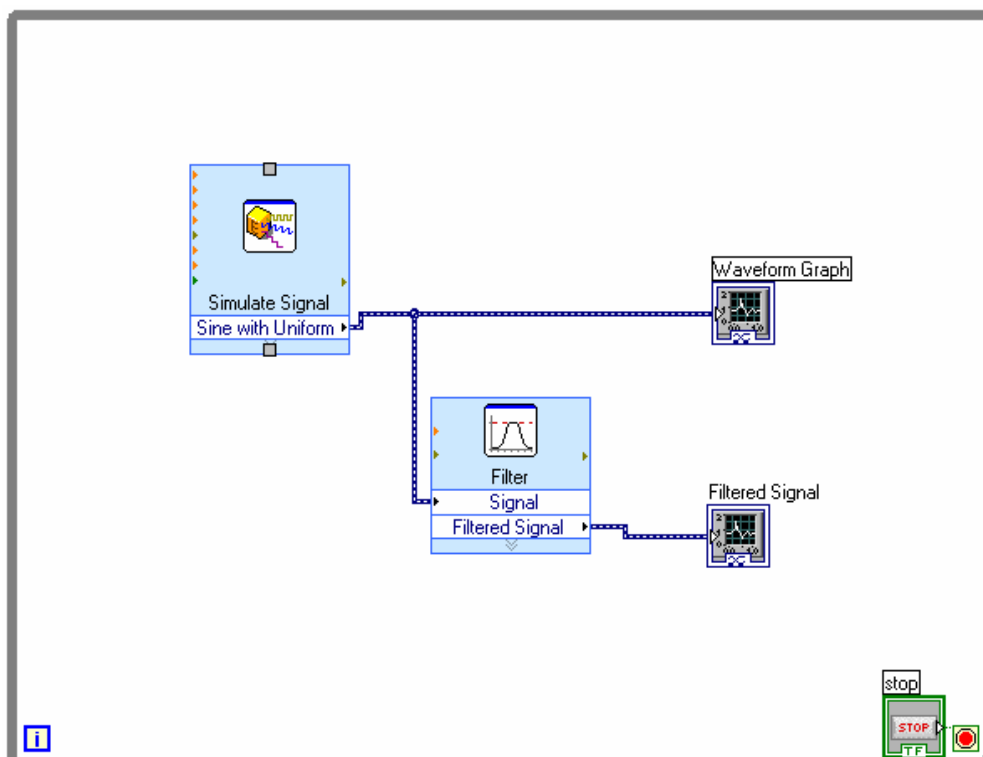 Simulate Signal
Sine with Uniform
Waveform Graph
Filter
Signal
Filtered Signal
Filtered Signal
stop
STOP
TF
i